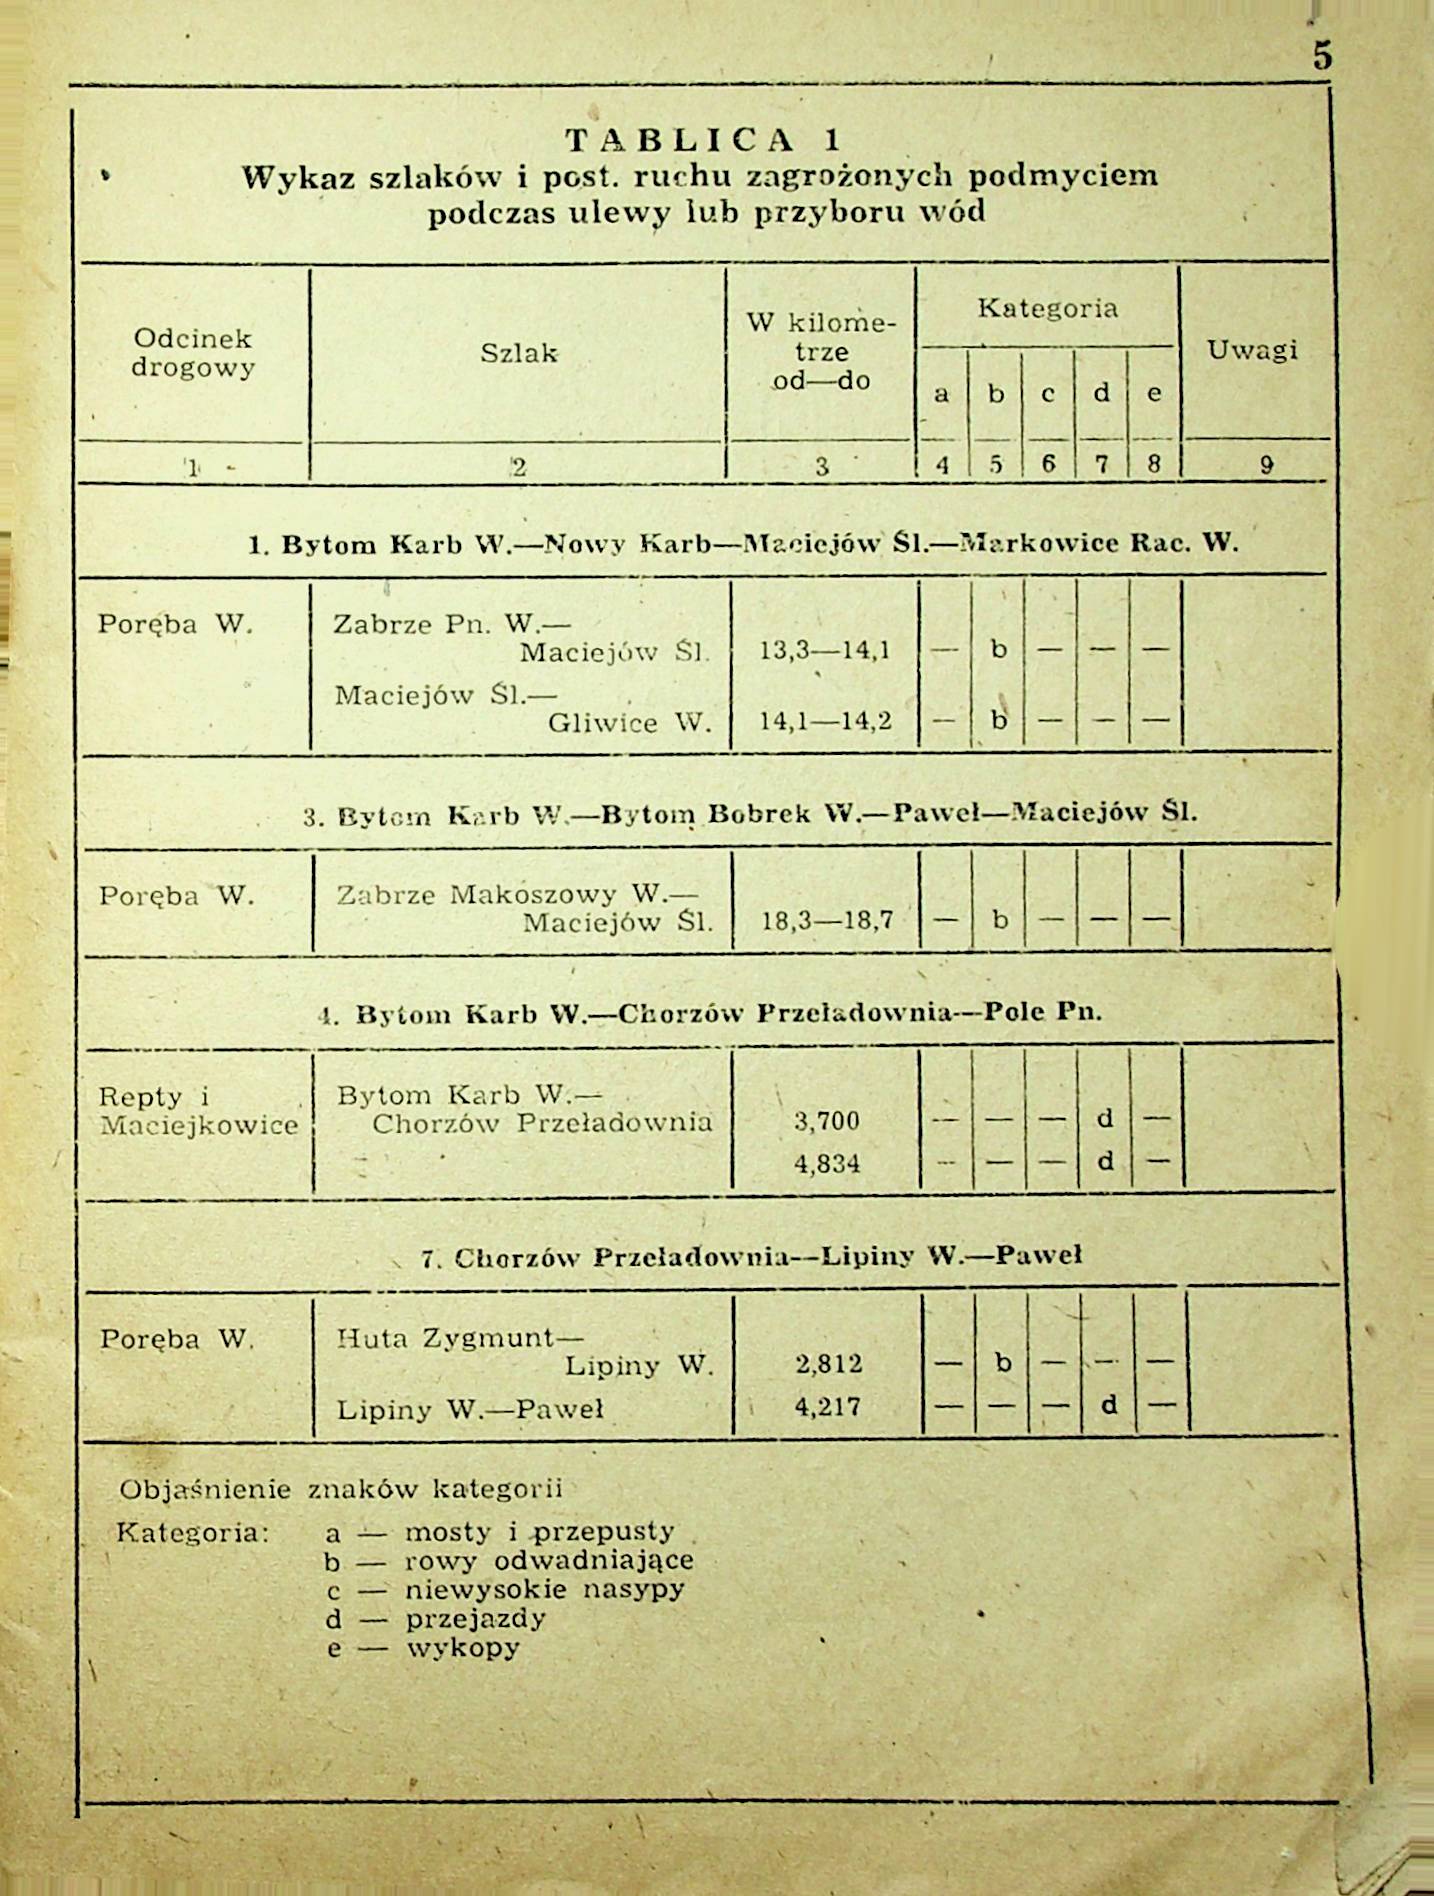 5
TABLICA 1
Wykaz szlaków i post. ruchu zagrożonych podmyciem
podczas ulewy lub przyboru wód
Odcinek
drogowy
Szlak
W kilome-
trze
od—do
Kategoria
a b c d e
Uwagi
1 2 3 4 5 6 7 8 9
1. Bytom Karb W.—Nowy Karb—Maciejów Śl.—Markowice Rac. W.
Poręba W. Zabrze Pn. W.—
Maciejów Śl. 13,3—14,1 — b — — —
Maciejów Śl.—
Gliwice W. 14,1—14,2 — b — — —
3. Bytom Karb W.—Bytom Bobrek W.—Paweł—Maciejów Śl.
Poręba W. Zabrze Makoszowy W.—
Maciejów Śl. 18,3—18,7 — b — — —
4. Bytom Karb W.—Chorzów Przeładownia—Pole Pn.
Repty i Bytom Karb W.—
Maciejkowice Chorzów Przeładownia 3,700 — — — d —
4,834 — — — d —
7. Chorzów Przeładownia—Lipiny W.—Paweł
Poręba W. Huta Zygmunt—
Lipiny W. 2,812 — b — — —
Lipiny W.—Paweł 4,217 — — — d —
Objaśnienie znaków kategorii
Kategoria: a — mosty i przepusty
b — rowy odwadniające
c — niewysokie nasypy
d — przejazdy
e — wykopy